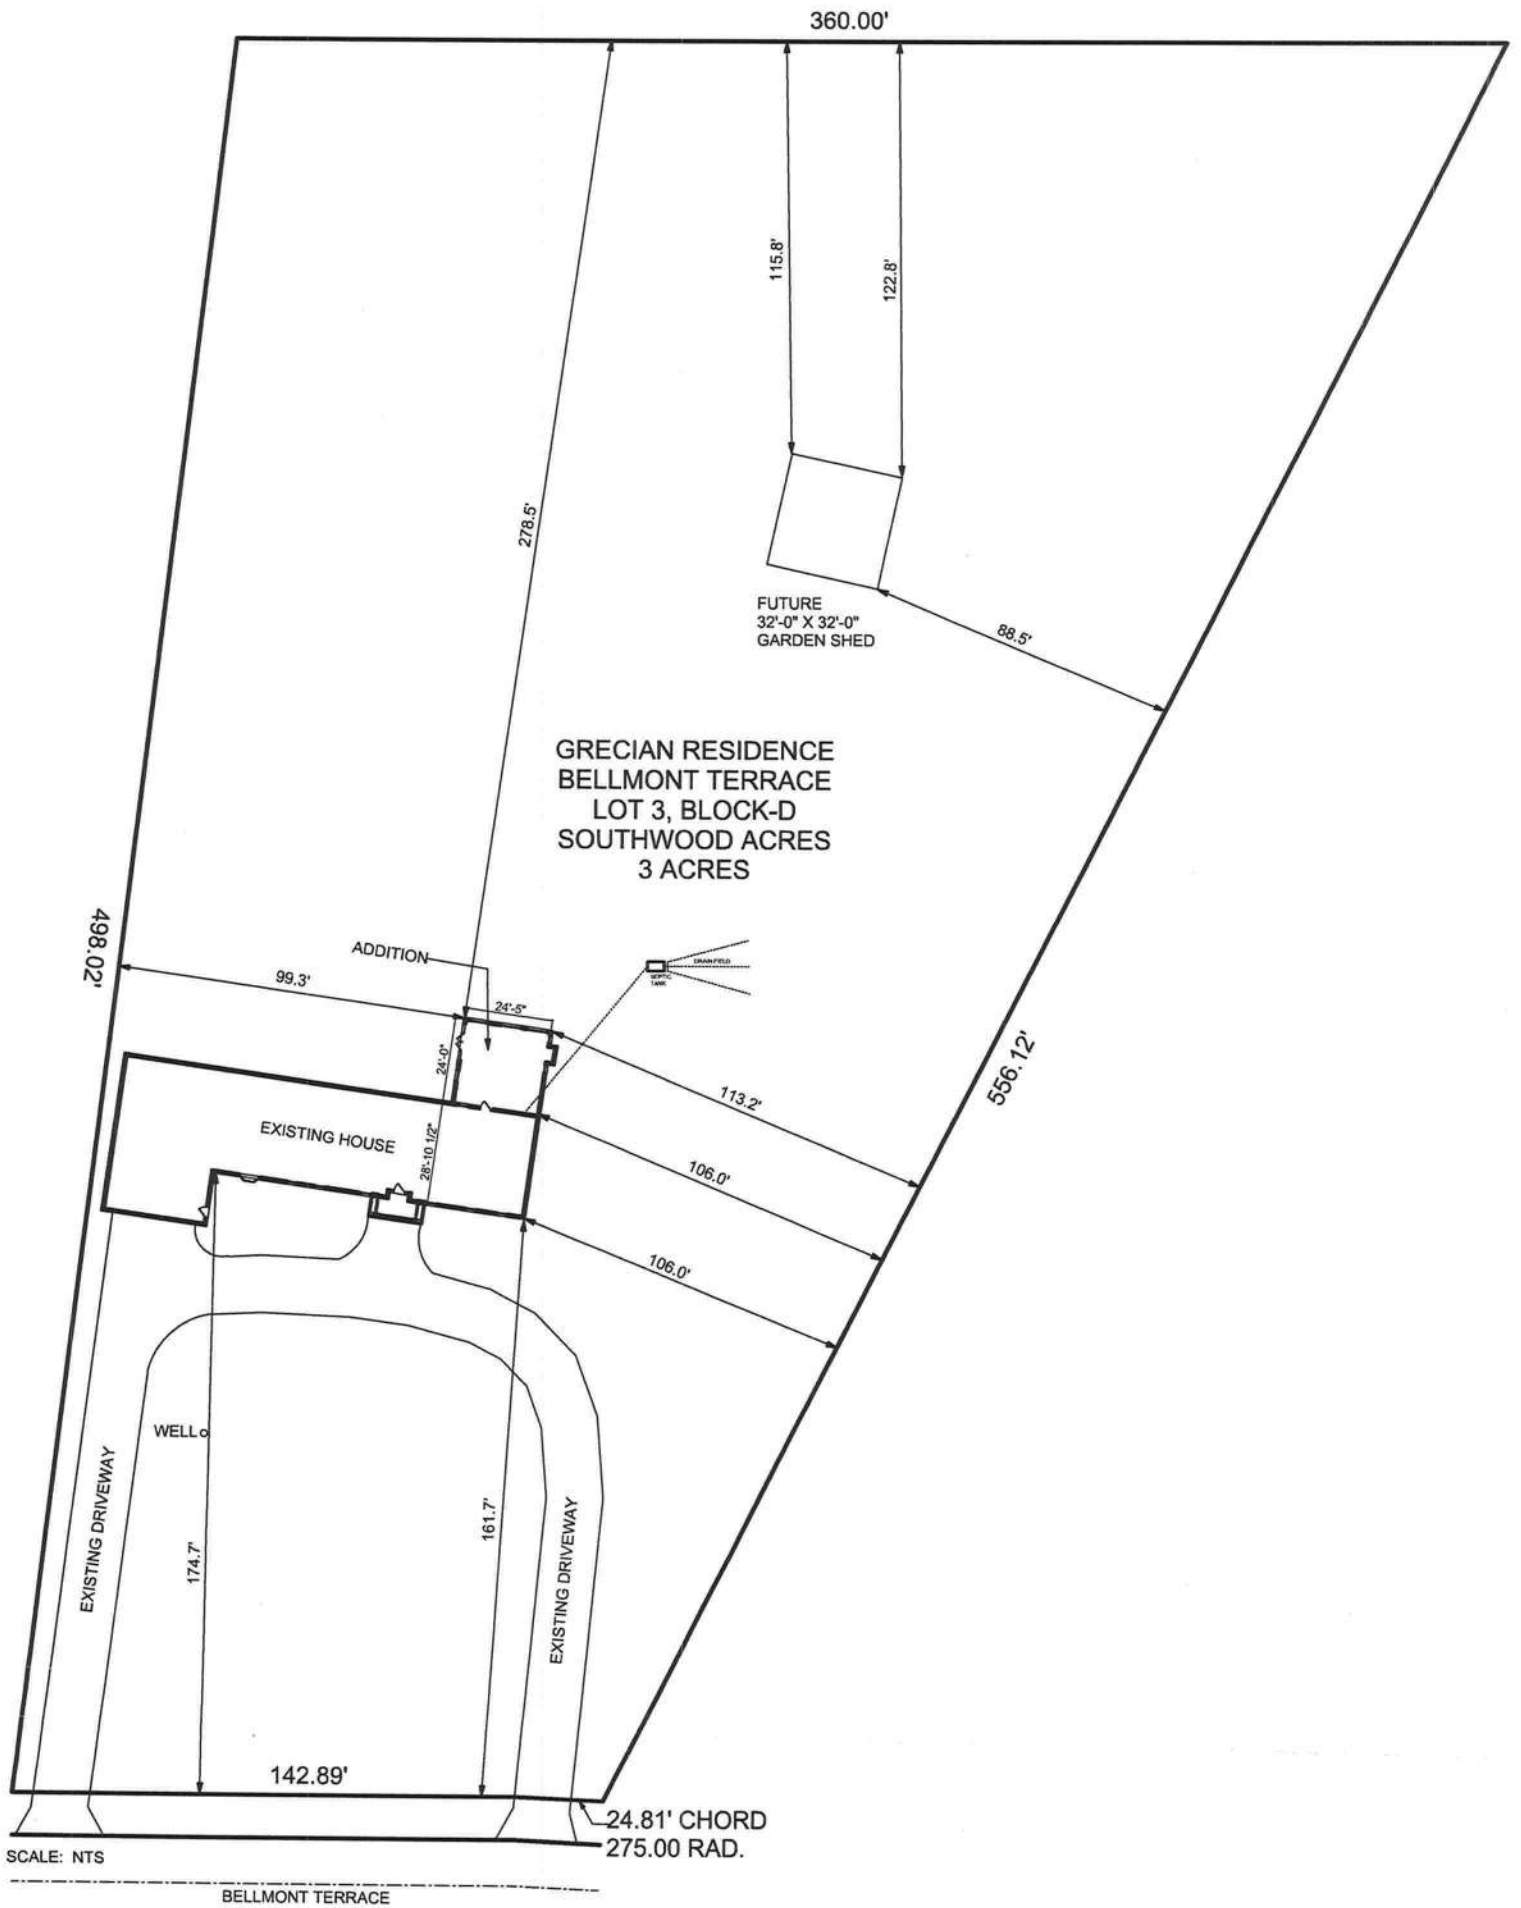 360.00'
115.8'
122.8'
278.5'
FUTURE
32'-0" X 32'-0"
GARDEN SHED
88.5'
GRECIAN RESIDENCE
BELLMONT TERRACE
LOT 3, BLOCK-D
SOUTHWOOD ACRES
3 ACRES
498.02'
ADDITION
DRAINFIELD
SEPTIC
TANK
99.3'
24'-5"
24'-0"
556.12'
113.2'
EXISTING HOUSE
28'-10 1/2"
106.0'
106.0'
WELL
EXISTING DRIVEWAY
174.7'
161.7'
EXISTING DRIVEWAY
142.89'
24.81' CHORD
275.00 RAD.
SCALE: NTS
BELLMONT TERRACE